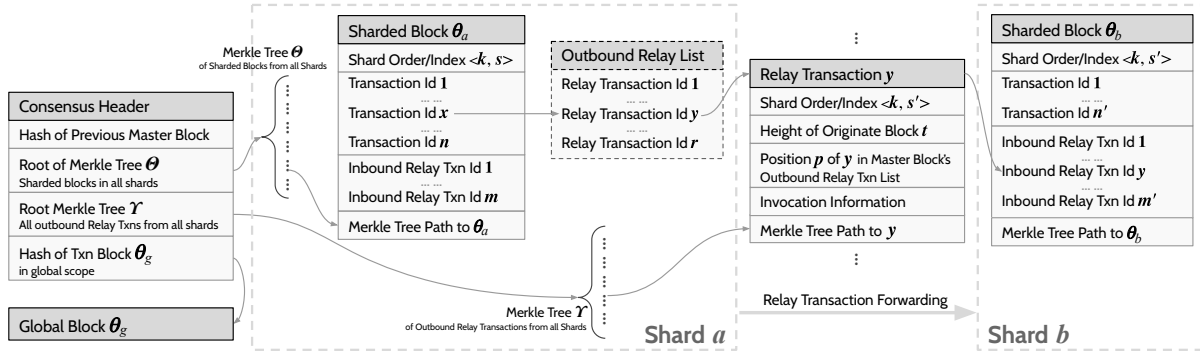 Consensus Header
Hash of Previous Master Block
Root of Merkle Tree Θ
Sharded blocks in all shards
Root Merkle Tree ϒ
All outbound Relay Txns from all shards
Hash of Txn Block θg
in global scope
Global Block θg
Merkle Tree Θ
of Sharded Blocks from all Shards
Sharded Block θa
Shard Order/Index <k, s>
Transaction Id 1
... ...
Transaction Id x
... ...
Transaction Id n
Inbound Relay Txn Id 1
... ...
Inbound Relay Txn Id m
Merkle Tree Path to θa
Outbound Relay List
Relay Transaction Id 1
... ...
Relay Transaction Id y
... ...
Relay Transaction Id r
Merkle Tree ϒ
of Outbound Relay Transactions from all Shards
Shard a
Relay Transaction y
Shard Order/Index <k, s′>
Height of Originate Block t
Position p of y in Master Block's
Outbound Relay Txn List
Invocation Information
Merkle Tree Path to y
Relay Transaction Forwarding
Sharded Block θb
Shard Order/Index <k, s′>
Transaction Id 1
... ...
Transaction Id n′
Inbound Relay Txn Id 1
... ...
Inbound Relay Txn Id y
... ...
Inbound Relay Txn Id m′
Merkle Tree Path to θb
Shard b